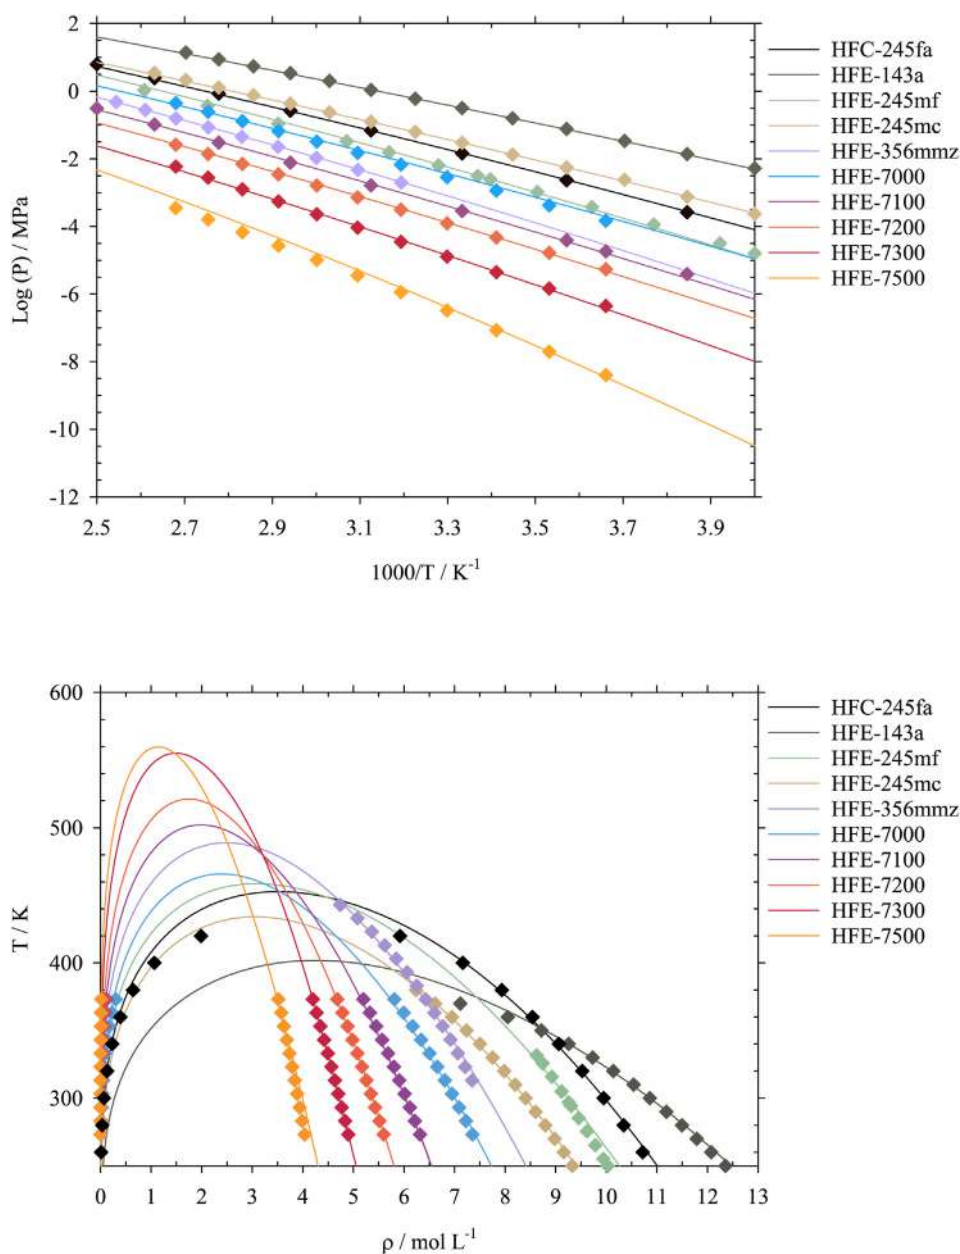 2
0
-2
-4
-6
-8
-10
-12
Log (P) / MPa
2.5 2.7 2.9 3.1 3.3 3.5 3.7 3.9
1000/T / K-1
HFC-245fa
HFE-143a
HFE-245mf
HFE-245mc
HFE-356mmz
HFE-7000
HFE-7100
HFE-7200
HFE-7300
HFE-7500
600
500
400
300
T / K
0 1 2 3 4 5 6 7 8 9 10 11 12 13
ρ / mol L-1
HFC-245fa
HFE-143a
HFE-245mf
HFE-245mc
HFE-356mmz
HFE-7000
HFE-7100
HFE-7200
HFE-7300
HFE-7500